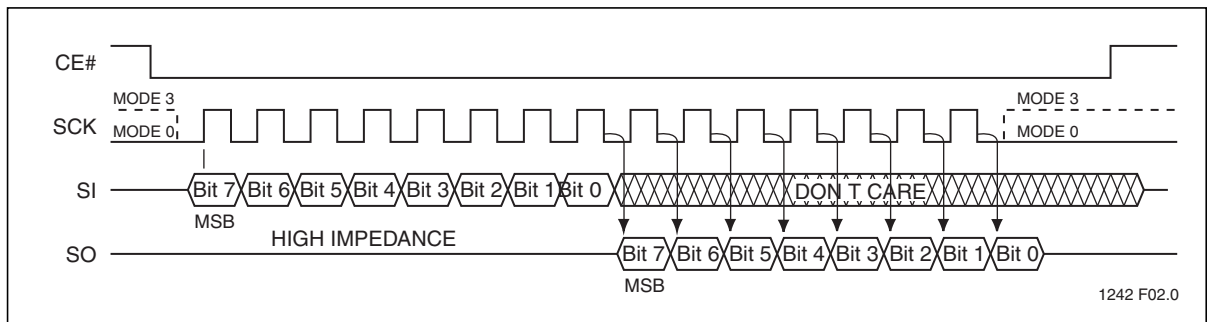 CE#
MODE 3 MODE 3
SCK
MODE 0 MODE 0
SI Bit 7 Bit 6 Bit 5 Bit 4 Bit 3 Bit 2 Bit 1 Bit 0 DON T CARE
MSB
HIGH IMPEDANCE
SO Bit 7 Bit 6 Bit 5 Bit 4 Bit 3 Bit 2 Bit 1 Bit 0
MSB
1242 F02.0